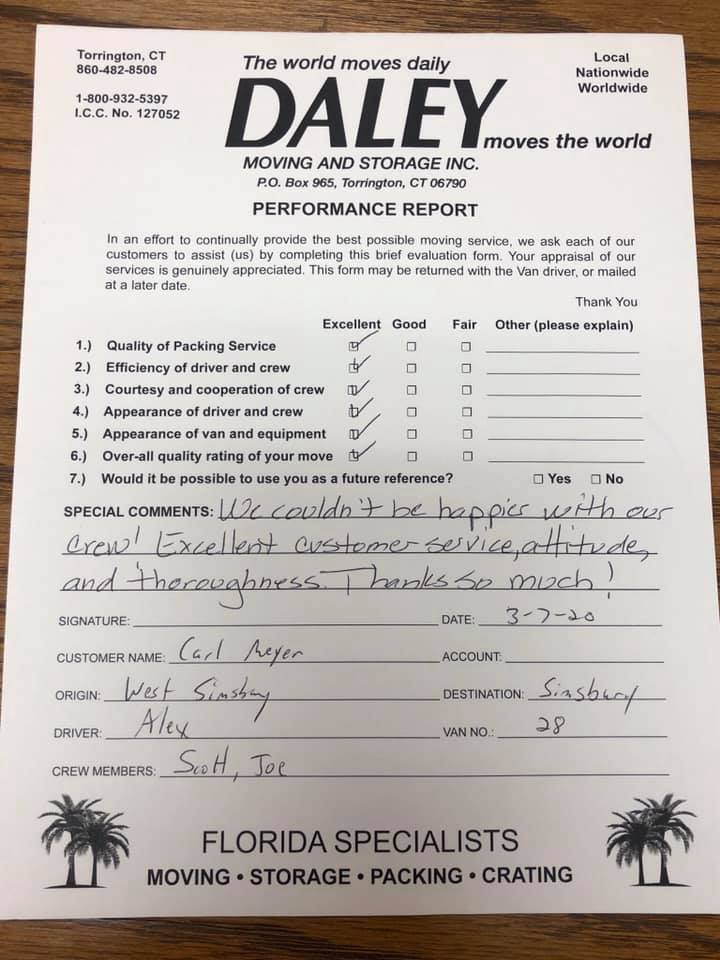 Torrington, CT
860-482-8508
1-800-932-5397
I.C.C. No. 127052
The world moves daily
DALEY
moves the world
MOVING AND STORAGE INC.
P.O. Box 965, Torrington, CT 06790
Local
Nationwide
Worldwide
PERFORMANCE REPORT
In an effort to continually provide the best possible moving service, we ask each of our
customers to assist (us) by completing this brief evaluation form. Your appraisal of our
services is genuinely appreciated. This form may be returned with the Van driver, or mailed
at a later date.
Thank You
Excellent Good Fair Other (please explain)
1.) Quality of Packing Service
2.) Efficiency of driver and crew
3.) Courtesy and cooperation of crew
4.) Appearance of driver and crew
5.) Appearance of van and equipment
6.) Over-all quality rating of your move
7.) Would it be possible to use you as a future reference? Yes No
SPECIAL COMMENTS: We couldn't be happier with our
crew! Excellent customer service, attitude,
and thoroughness. Thanks so much!
SIGNATURE: DATE: 3-7-20
CUSTOMER NAME: Carl Meyer ACCOUNT:
ORIGIN: West Simsbury DESTINATION: Simsbury
DRIVER: Alex VAN NO.: 28
CREW MEMBERS: Scott, Joe
FLORIDA SPECIALISTS
MOVING • STORAGE • PACKING • CRATING